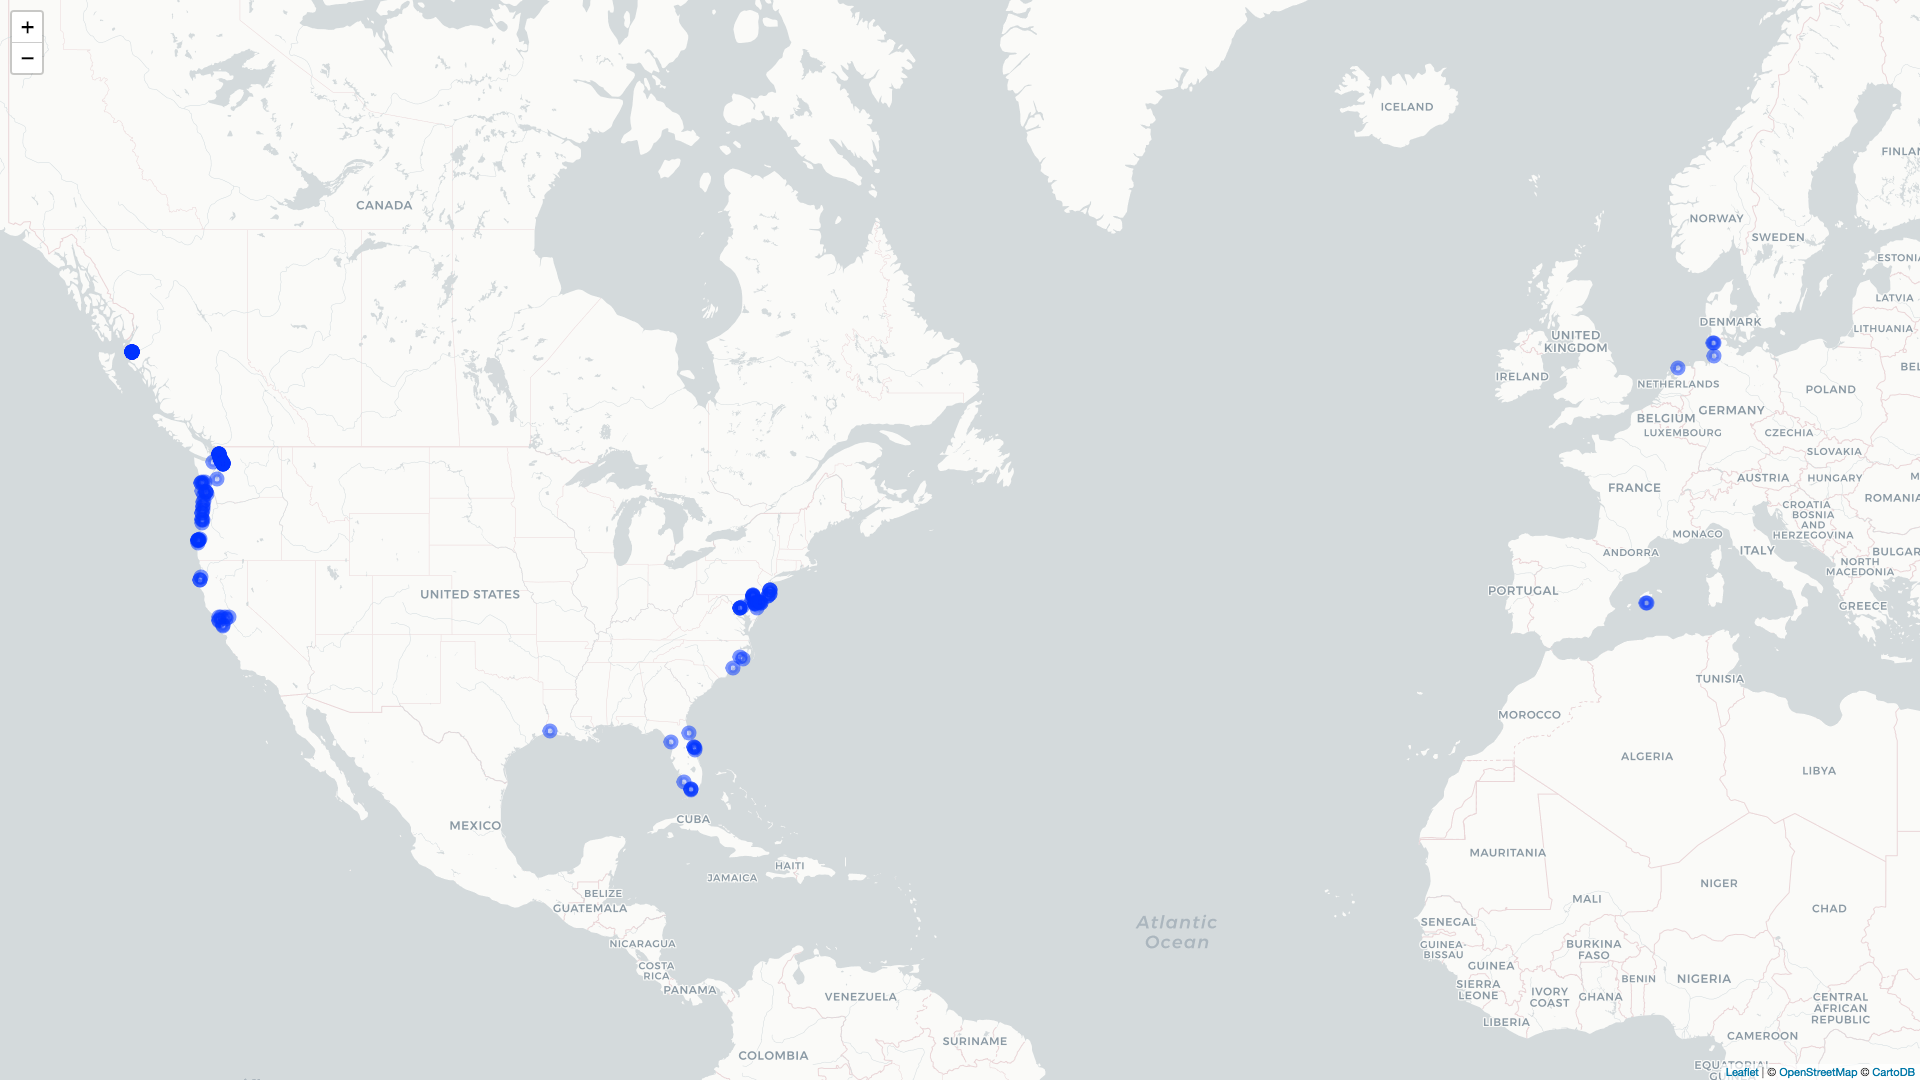 +
−
ICELAND
FINLAN
CANADA
NORWAY
SWEDEN
ESTONIA
LATVIA
DENMARK
LITHUANIA
UNITED
KINGDOM
BEL
IRELAND
NETHERLANDS
POLAND
BELGIUM
GERMANY
LUXEMBOURG
CZECHIA
SLOVAKIA
AUSTRIA
HUNGARY
M
FRANCE
ROMANIA
CROATIA
BOSNIA
AND
HERZEGOVINA
MONACO
ANDORRA
ITALY
BULGAR
NORTH
MACEDONIA
UNITED STATES
PORTUGAL
GREECE
TUNISIA
MOROCCO
ALGERIA
LIBYA
CUBA
MEXICO
MAURITANIA
HAITI
JAMAICA
NIGER
BELIZE
MALI
GUATEMALA
CHAD
Atlantic
Ocean
SENEGAL
NICARAGUA
GUINEA-
BISSAU
BURKINA
FASO
COSTA
RICA
GUINEA
BENIN
NIGERIA
PANAMA
SIERRA
LEONE
IVORY
COAST
GHANA
VENEZUELA
CENTRAL
AFRICAN
REPUBLIC
LIBERIA
CAMEROON
SURINAME
COLOMBIA
EQUATORIAL
Leaflet | © OpenStreetMap © CartoDB